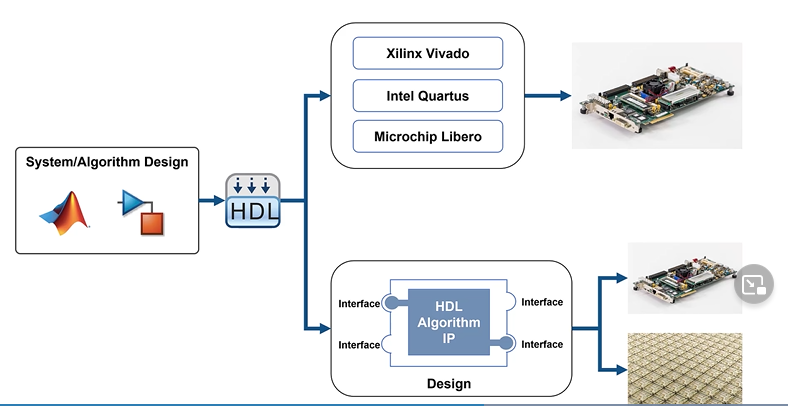 System/Algorithm Design
HDL
Xilinx Vivado
Intel Quartus
Microchip Libero
Interface
Interface
HDL
Algorithm
IP
Interface
Interface
Design